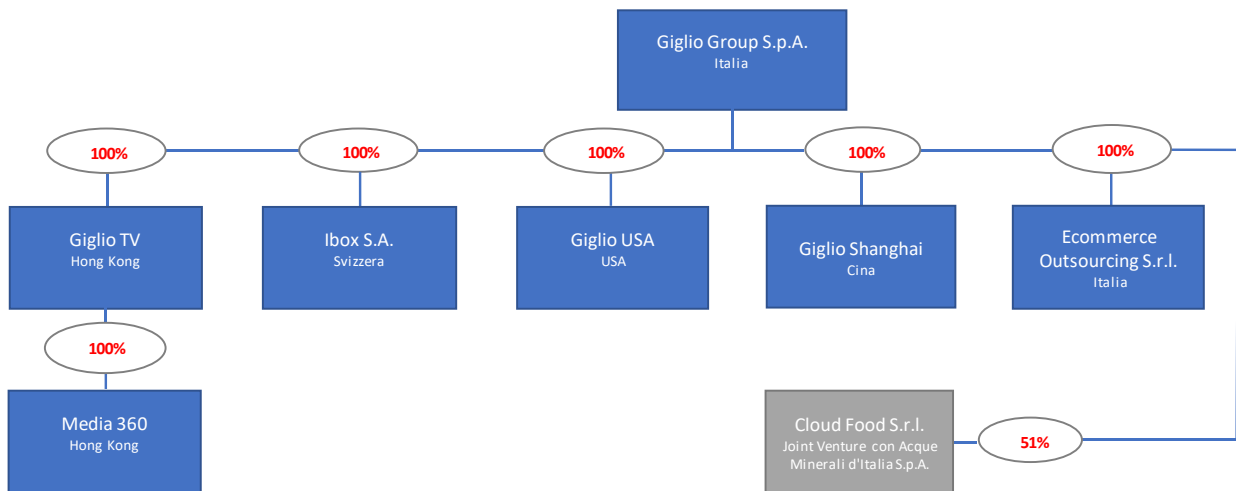 Giglio Group S.p.A.
Italia
100%
100%
100%
100%
100%
Giglio TV
Hong Kong
Ibox S.A.
Svizzera
Giglio USA
USA
Giglio Shanghai
Cina
Ecommerce
Outsourcing S.r.l.
Italia
100%
Media 360
Hong Kong
Cloud Food S.r.l.
Joint Venture con Acque
Minerali d'Italia S.p.A.
51%